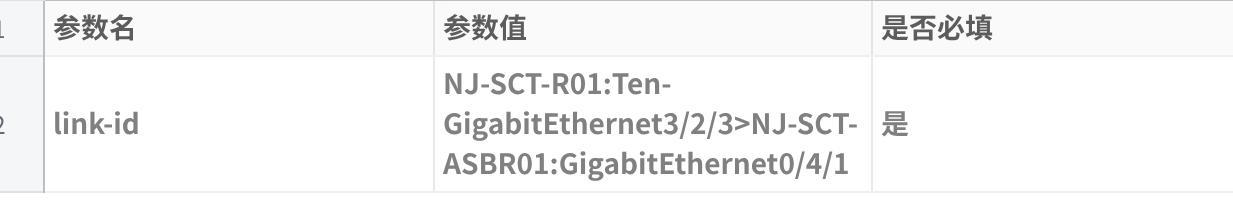 1 参数名 参数值 是否必填
NJ-SCT-R01:Ten-
2 link-id GigabitEthernet3/2/3>NJ-SCT- 是
ASBR01:GigabitEthernet0/4/1